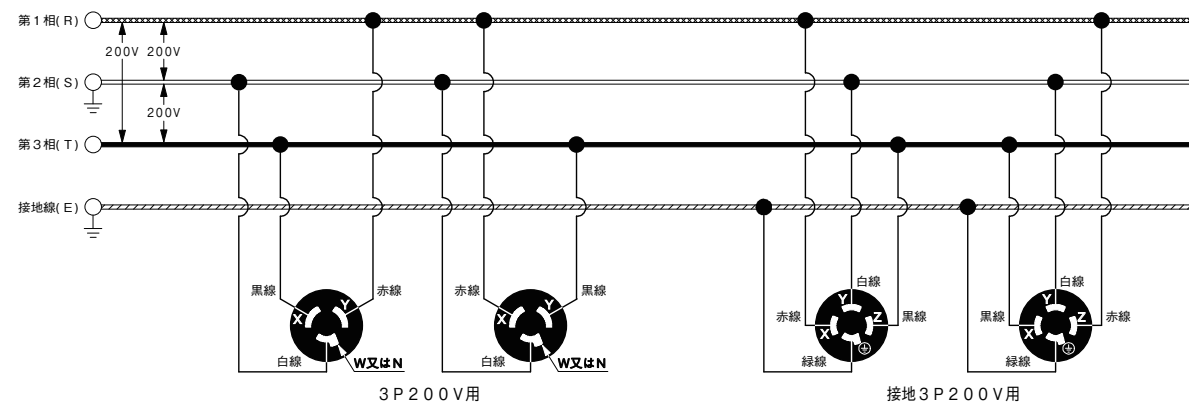 第1相(R)
200V 200V
第2相(S)
200V
第3相(T)
接地線(E)
黒線 X Y 赤線
白線 W又はN
赤線 X Y 黒線
白線 W又はN
3P200V用
白線
赤線 X Y Z 黒線
緑線
白線
黒線 X Y Z 赤線
緑線
接地3P200V用